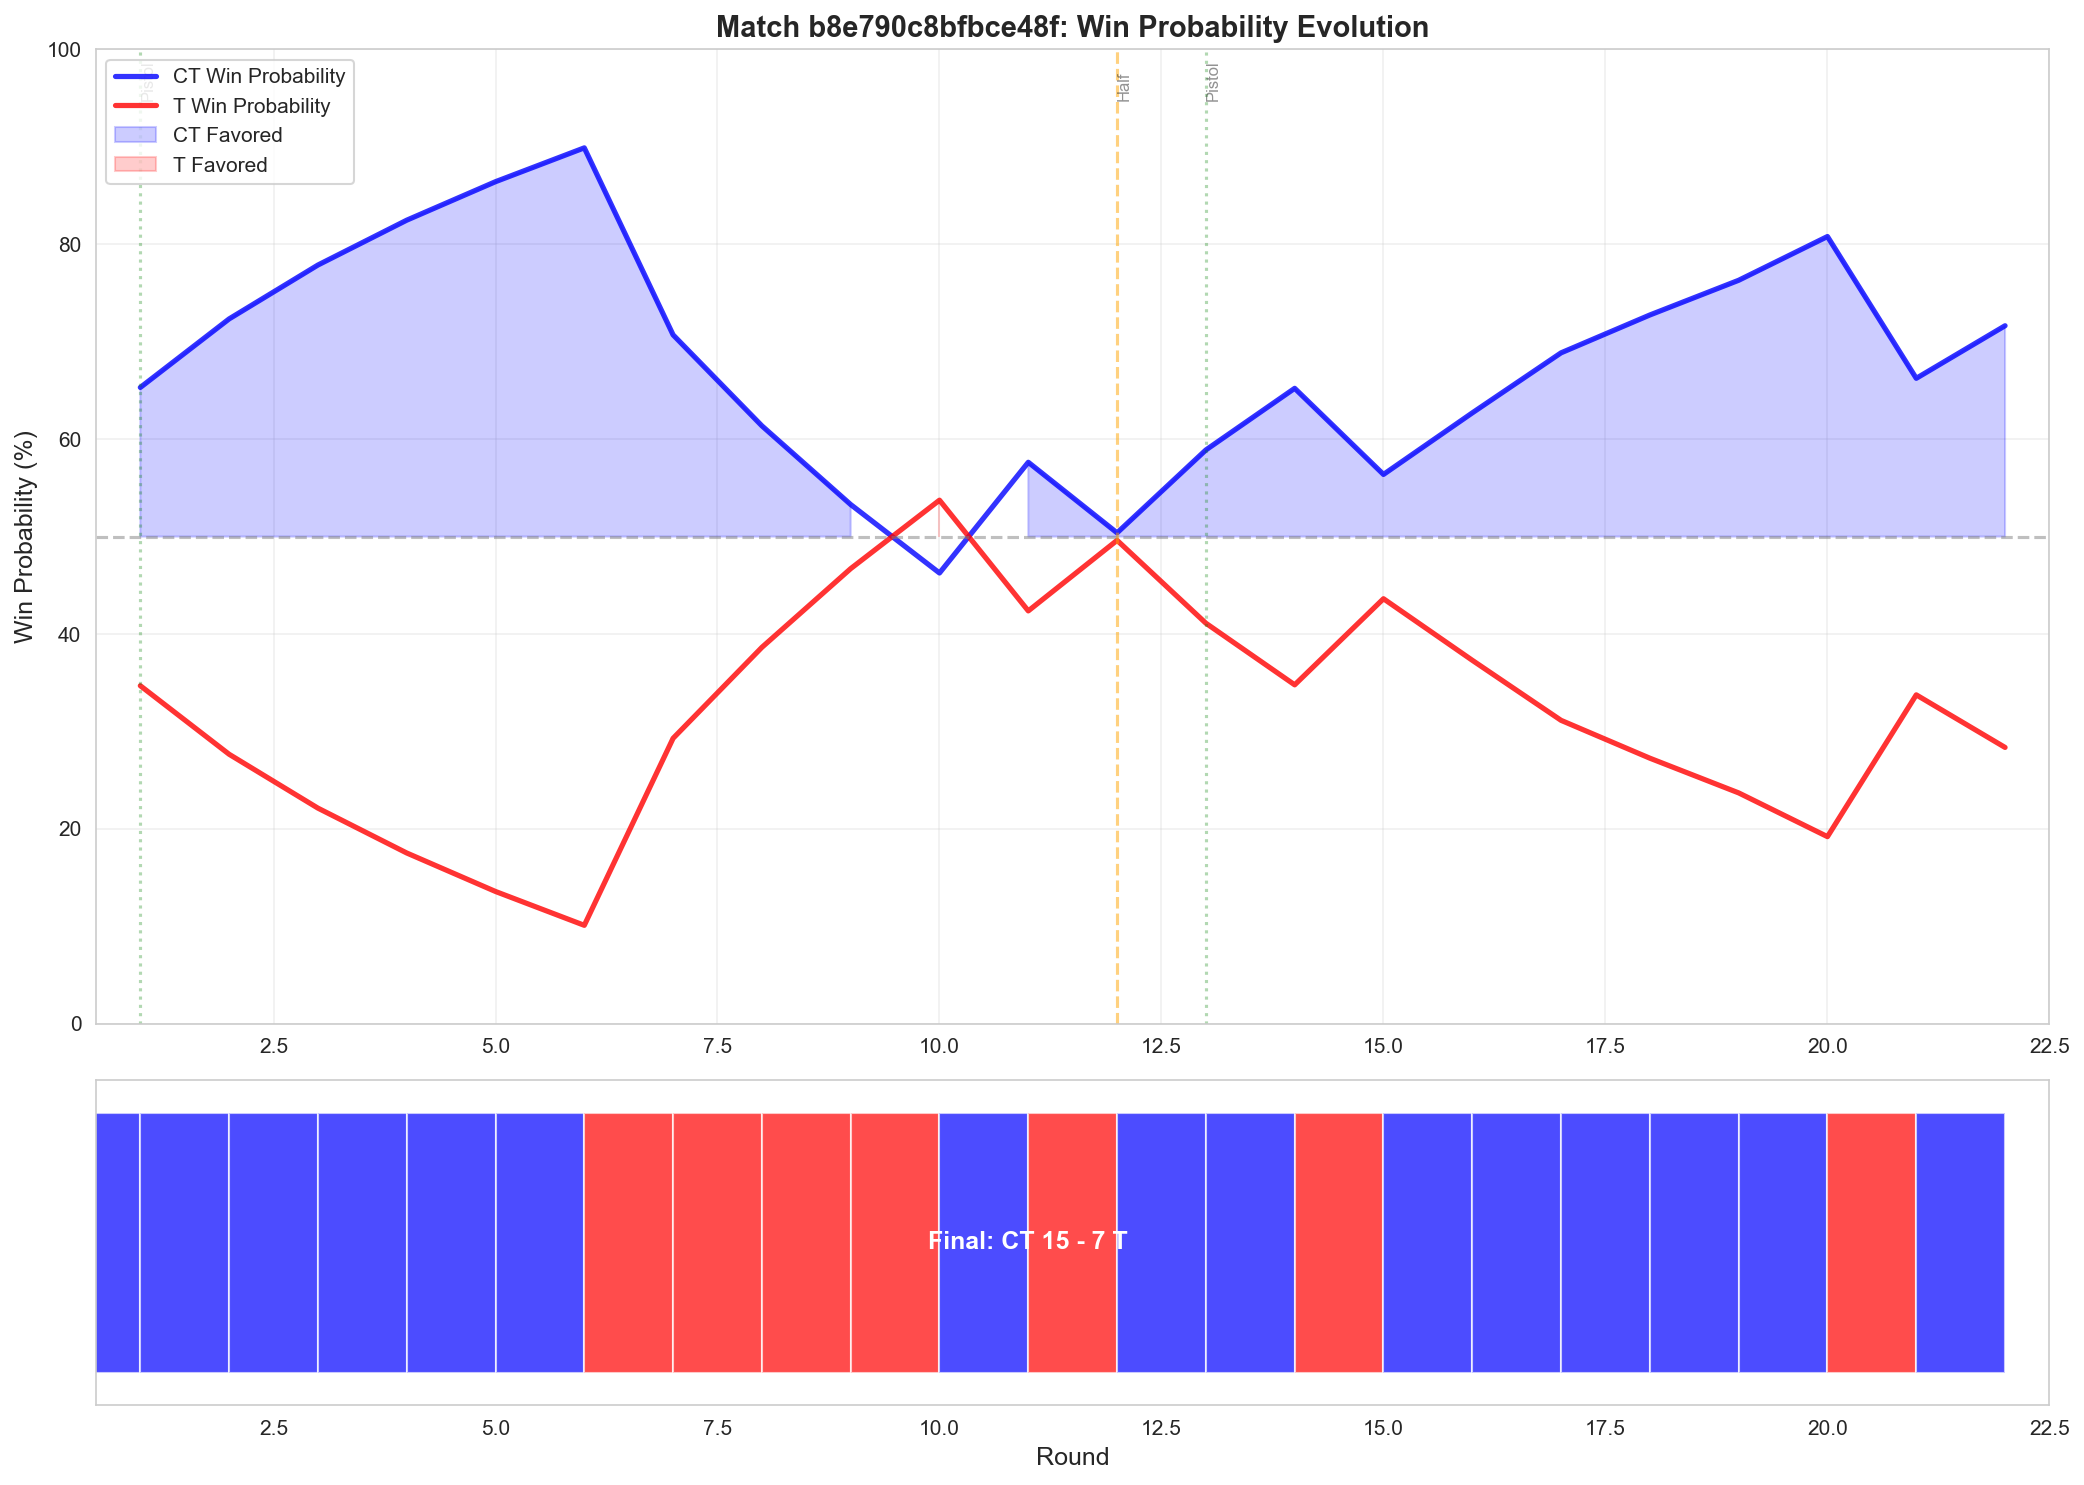 Match b8e790c8bfbce48f: Win Probability Evolution
100
80
60
40
20
0
Win Probability (%)
CT Win Probability
T Win Probability
CT Favored
T Favored
Pistol
Half
Pistol
2.5 5.0 7.5 10.0 12.5 15.0 17.5 20.0 22.5
Final: CT 15 - 7 T
2.5 5.0 7.5 10.0 12.5 15.0 17.5 20.0 22.5
Round